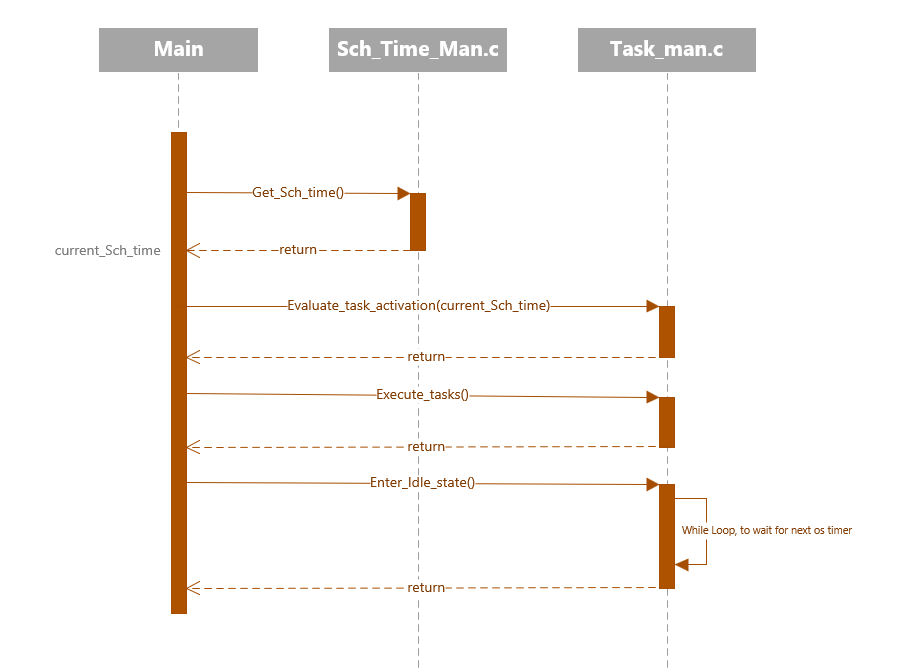 Main
Sch_Time_Man.c
Task_man.c
Get_Sch_time()
current_Sch_time
return
Evaluate_task_activation(current_Sch_time)
return
Execute_tasks()
return
Enter_Idle_state()
While Loop, to wait for next os timer
return